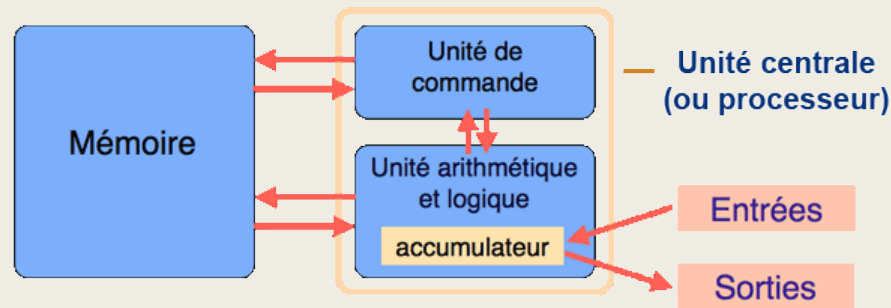 Mémoire
Unité de
commande
Unité centrale
(ou processeur)
Unité arithmétique
et logique
accumulateur
Entrées
Sorties